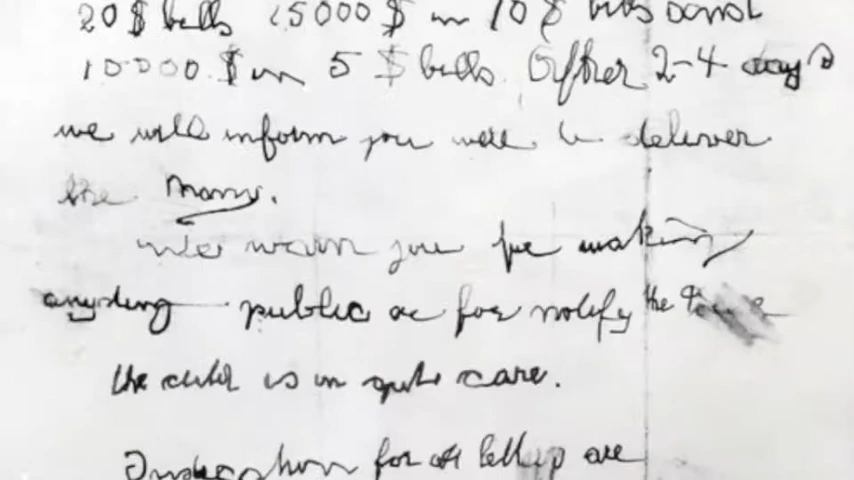 20 $ bills 15000 $ in 10 $ bills and
10000 $ in 5 $ bills. After 2-4 days
we will inform you were to deliver
the Mony.
We warn you for making
anyding public or for notify the
the child is in gute care.
for all letters are